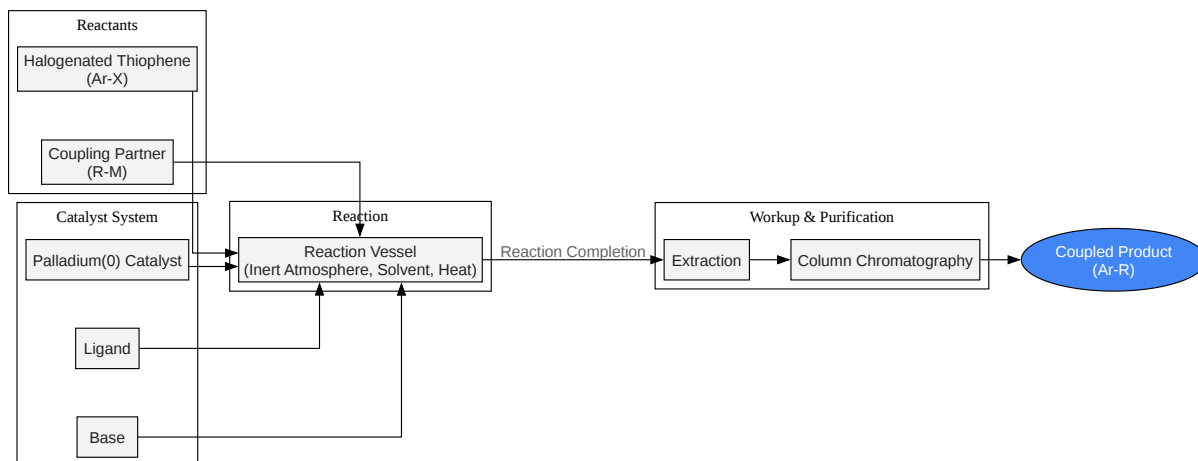 Reactants
Halogenated Thiophene
(Ar-X)
Coupling Partner
(R-M)
Catalyst System
Palladium(0) Catalyst
Ligand
Base
Reaction
Reaction Vessel
(Inert Atmosphere, Solvent, Heat)
Reaction Completion
Workup & Purification
Extraction
Column Chromatography
Coupled Product
(Ar-R)